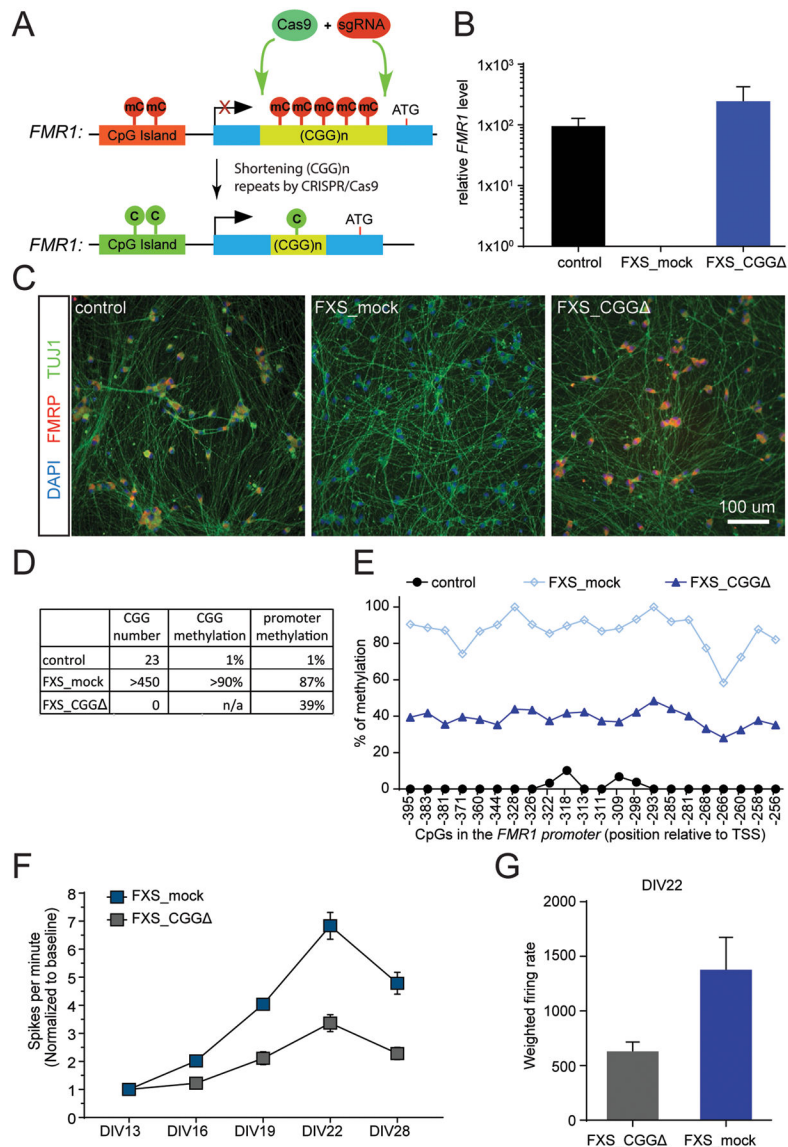 A
Cas9 + sgRNA
mC mC
X
mC mC mC mC mC
ATG
FMR1:
CpG Island
(CGG)n
Shortening (CGG)n
repeats by CRISPR/Cas9
C C
C
ATG
FMR1:
CpG Island
(CGG)n
B
relative FMR1 level
1x10³
1x10²
1x10¹
1x10⁰
control FXS_mock FXS_CGGΔ
C
DAPI FMRP TUJ1
control
FXS_mock
FXS_CGGΔ
100 um
D
CGG number
CGG methylation
promoter methylation
control 23 1% 1%
FXS_mock >450 >90% 87%
FXS_CGGΔ 0 n/a 39%
E
control FXS_mock FXS_CGGΔ
% of methylation
100
80
60
40
20
0
-395 -383 -381 -371 -360 -344 -328 -326 -322 -318 -313 -311 -309 -298 -293 -285 -281 -268 -266 -260 -258 -256
CpGs in the FMR1 promoter (position relative to TSS)
F
FXS_mock
FXS_CGGΔ
Spikes per minute
(Normalized to baseline)
8
7
6
5
4
3
2
1
0
DIV13 DIV16 DIV19 DIV22 DIV28
G
DIV22
Weighted firing rate
2000
1500
1000
500
0
FXS_CGGΔ FXS_mock